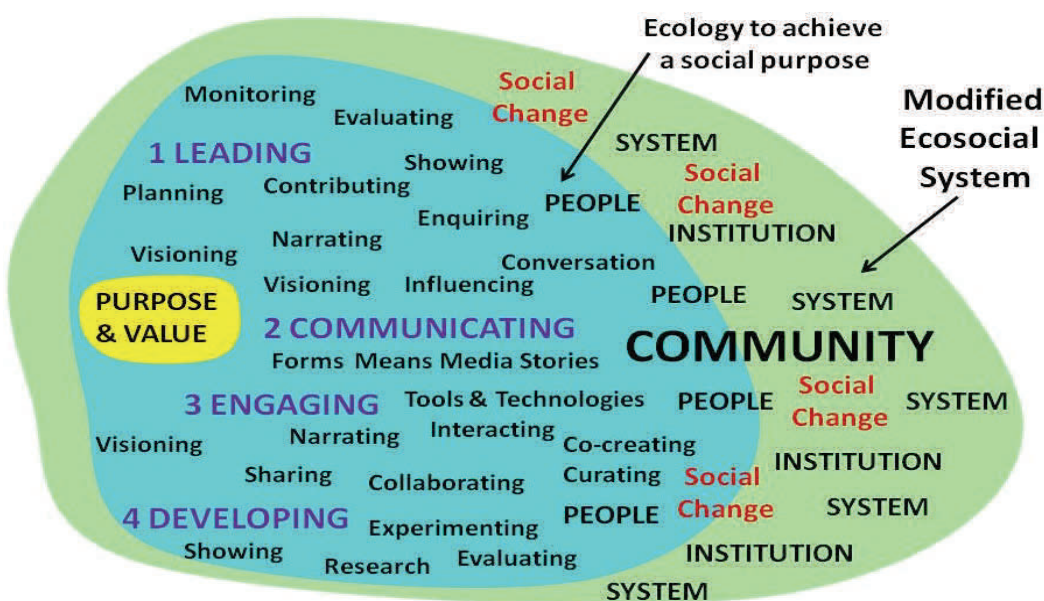 Ecology to achieve
a social purpose
Modified
Ecosocial
System
Monitoring
Evaluating
Social
Change
SYSTEM
1 LEADING
Showing
Social
Change
Planning
Contributing
PEOPLE
Enquiring
INSTITUTION
Narrating
Visioning
Conversation
Visioning
Influencing
PEOPLE
SYSTEM
PURPOSE
& VALUE
2 COMMUNICATING
COMMUNITY
Forms Means Media Stories
3 ENGAGING
Tools & Technologies
PEOPLE
Social
Change
SYSTEM
Visioning
Narrating
Interacting
Co-creating
Curating
INSTITUTION
Sharing
Collaborating
Social
Change
SYSTEM
4 DEVELOPING
Experimenting
PEOPLE
Showing
Research
Evaluating
INSTITUTION
SYSTEM